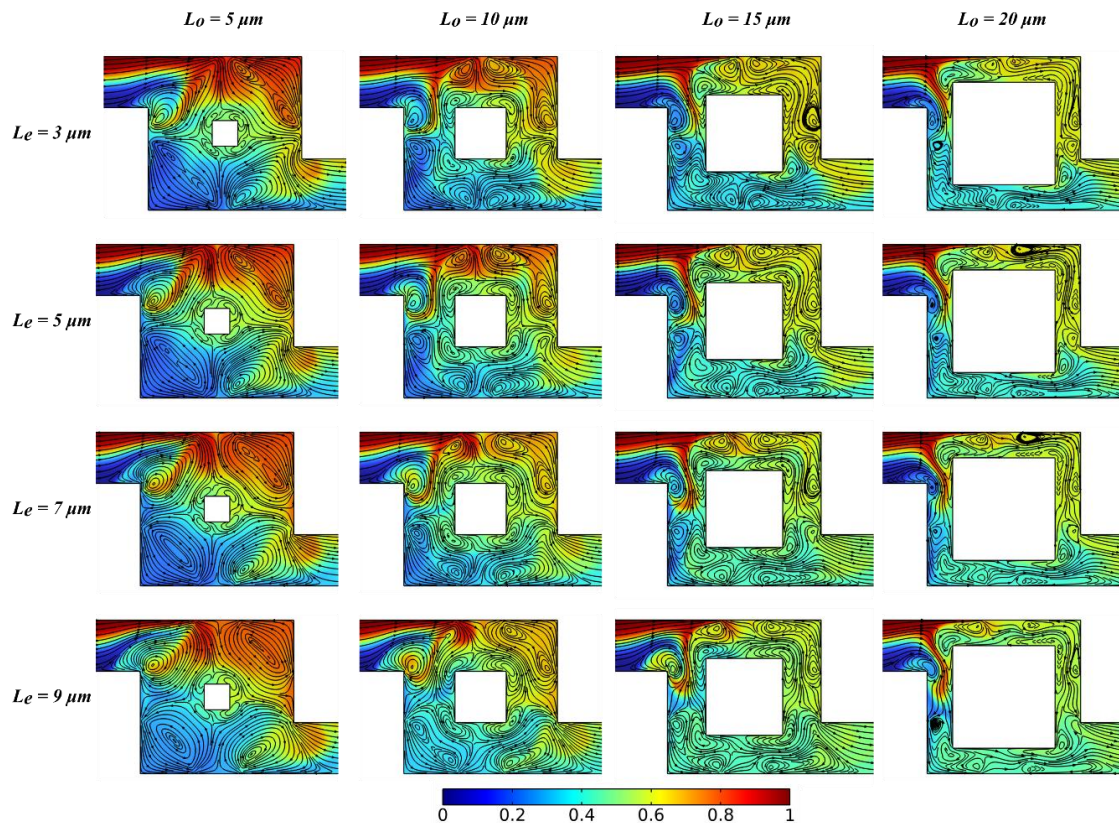 Lo = 5 μm Lo = 10 μm Lo = 15 μm Lo = 20 μm
Le = 3 μm
Le = 5 μm
Le = 7 μm
Le = 9 μm
0 0.2 0.4 0.6 0.8 1